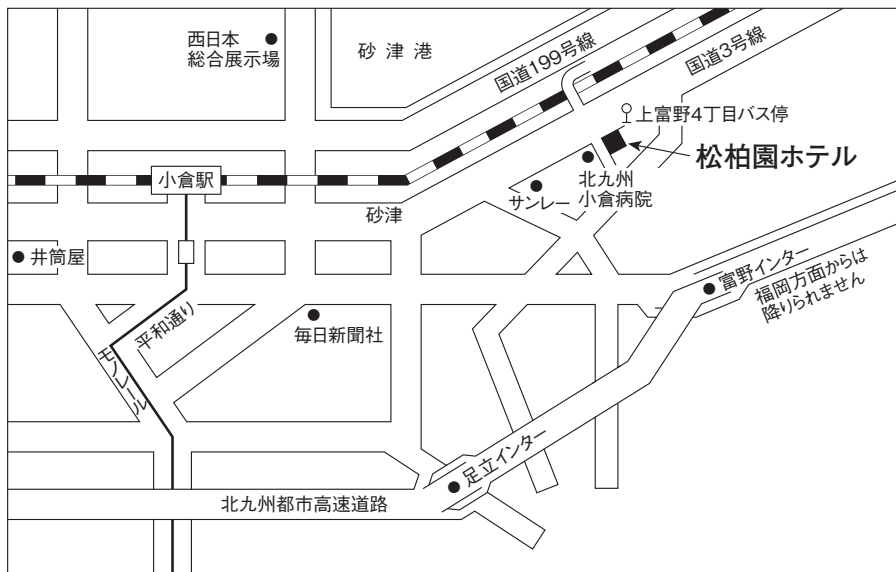 西日本
総合展示場
砂津港
国道199号線
国道3号線
上富野4丁目バス停
松柏園ホテル
小倉駅
北九州
小倉病院
サンレー
砂津
井筒屋
富野インター
福岡方面からは
降りられません
平和通り
毎日新聞社
モノレール
足立インター
北九州都市高速道路